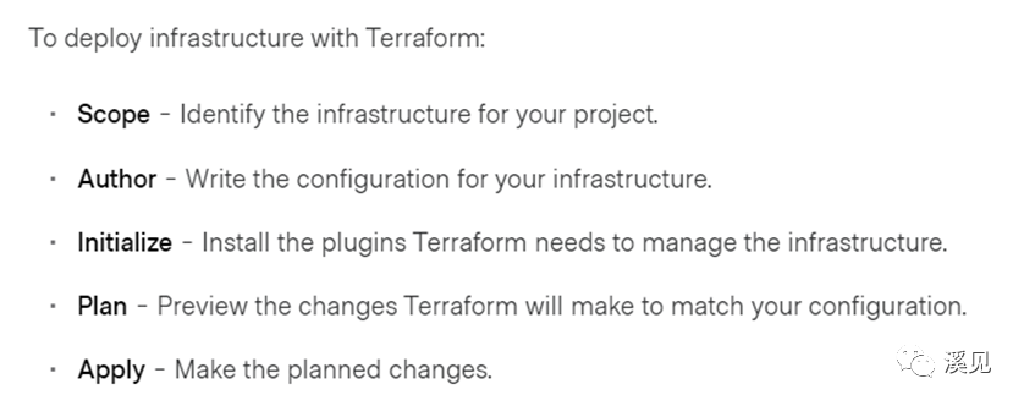 To deploy infrastructure with Terraform:
· Scope – Identify the infrastructure for your project.
· Author – Write the configuration for your infrastructure.
· Initialize – Install the plugins Terraform needs to manage the infrastructure.
· Plan – Preview the changes Terraform will make to match your configuration.
· Apply – Make the planned changes.
溪见